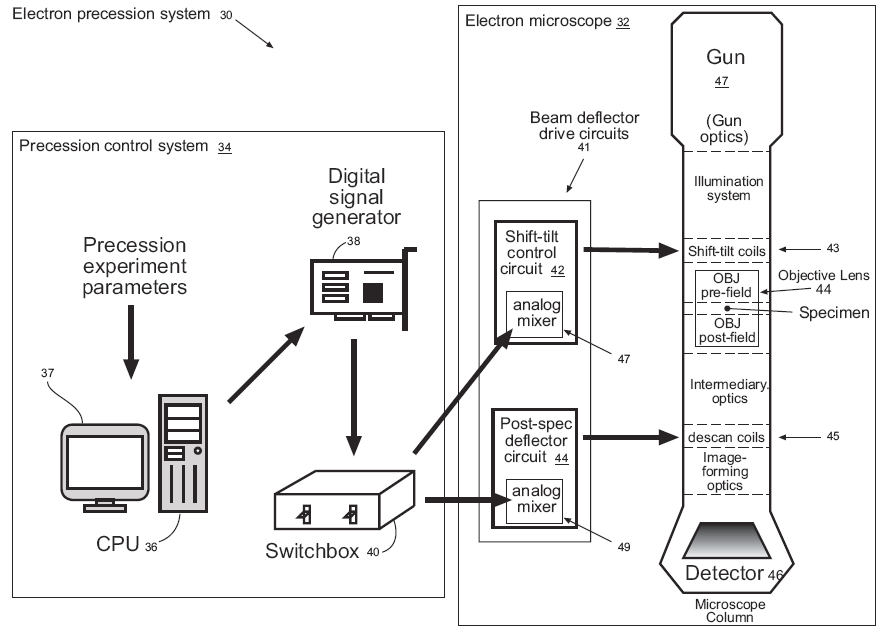 Electron precession system 30
Precession control system 34
Precession
experiment
parameters
Digital
signal
generator
38
37
CPU 36
Switchbox 40
Electron microscope 32
Beam deflector
drive circuits
41
Shift-tilt
control
circuit 42
analog
mixer
47
Post-spec
deflector
circuit 44
analog
mixer
49
Gun
47
(Gun
optics)
Illumination
system
Shift-tilt coils
43
OBJ
pre-field
Objective Lens
44
Specimen
OBJ
post-field
Intermediary.
optics
descan coils
45
Image-
forming
optics
Detector 46
Microscope
Column